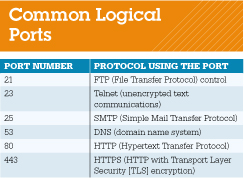 Common Logical
Ports
PORT NUMBER PROTOCOL USING THE PORT
21 FTP (File Transfer Protocol) control
23 Telnet (unencrypted text
communications)
25 SMTP (Simple Mail Transfer Protocol)
53 DNS (domain name system)
80 HTTP (Hypertext Transfer Protocol)
443 HTTPS (HTTP with Transport Layer
Security [TLS] encryption)